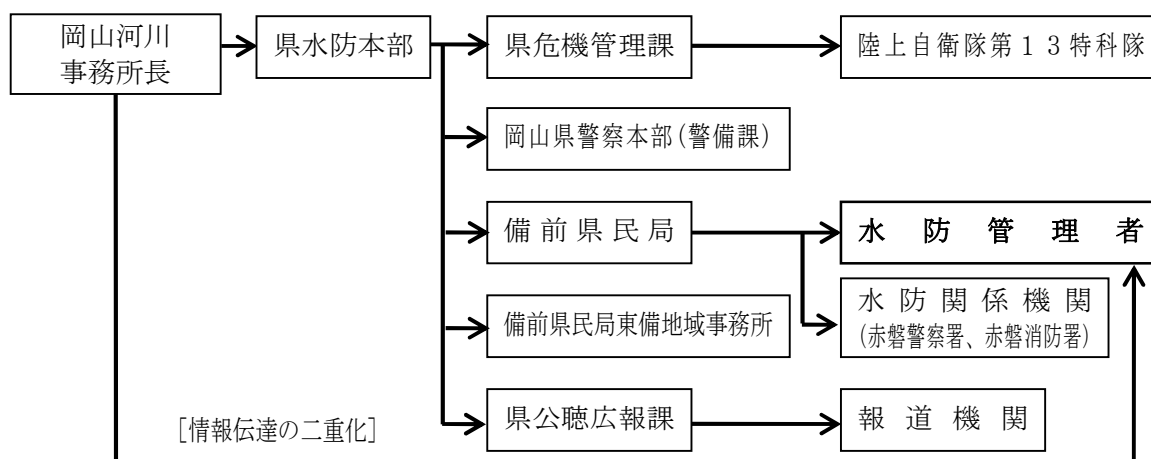 岡山河川
事務所長
県水防本部
県危機管理課
陸上自衛隊第１３特科隊
岡山県警察本部(警備課)
備前県民局
水防管理者
水防関係機関
(赤磐警察署、赤磐消防署)
備前県民局東備地域事務所
県公聴広報課
報道機関
[情報伝達の二重化]